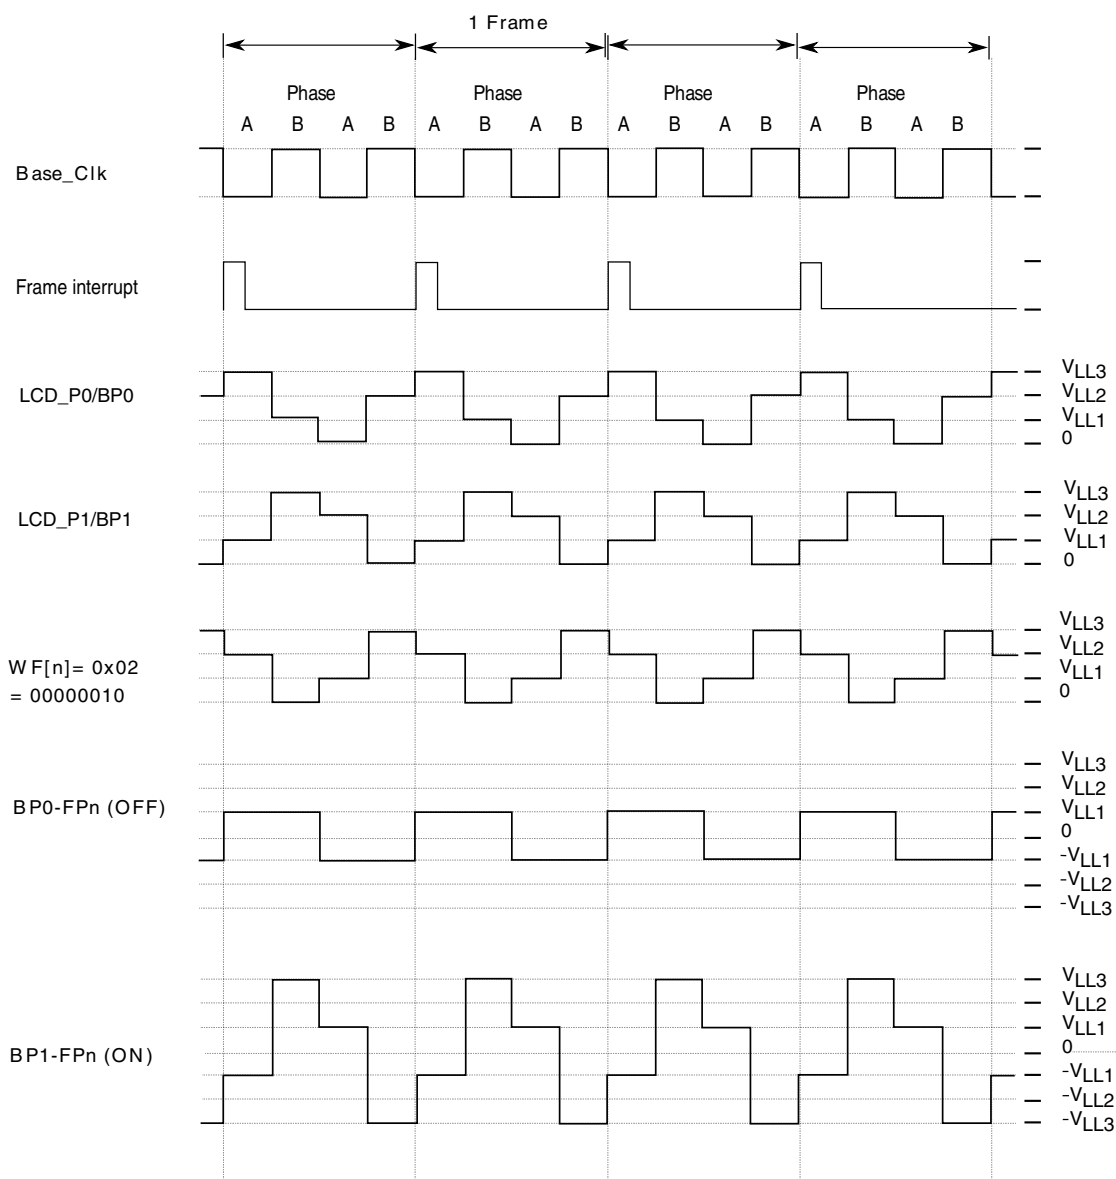 1 Frame
Phase Phase Phase Phase
A B A B A B A B A B A B A B A B
Base_Clk
Frame interrupt
LCD_P0/BP0
VLL3
VLL2
VLL1
0
LCD_P1/BP1
VLL3
VLL2
VLL1
0
WF[n]= 0x02
= 00000010
VLL3
VLL2
VLL1
0
BP0-FPn (OFF)
VLL3
VLL2
VLL1
0
-VLL1
-VLL2
-VLL3
BP1-FPn (ON)
VLL3
VLL2
VLL1
0
-VLL1
-VLL2
-VLL3